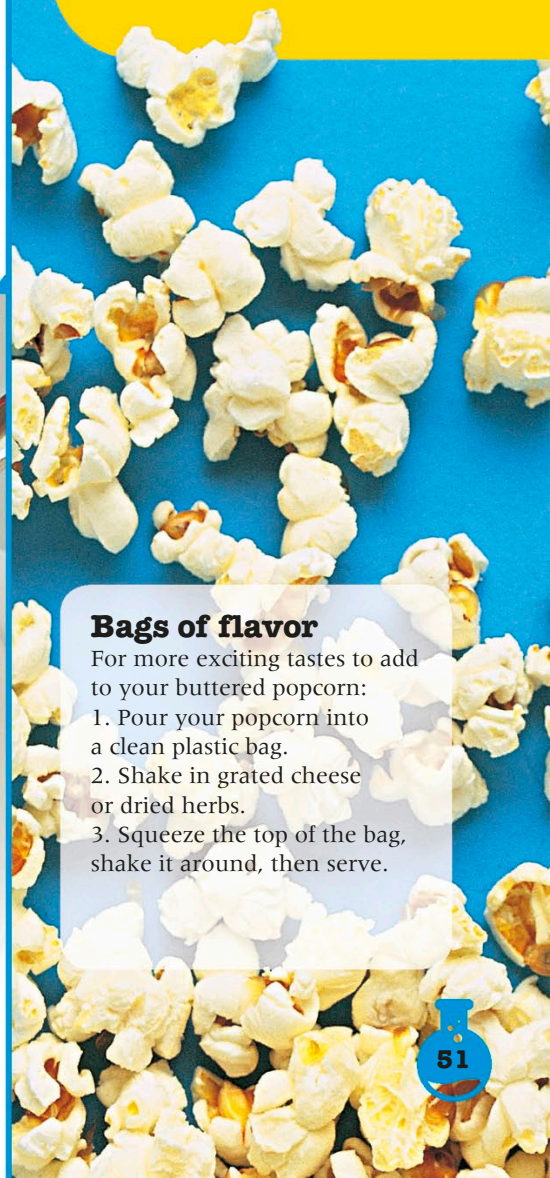 Bags of flavor
For more exciting tastes to add
to your buttered popcorn:
1. Pour your popcorn into
a clean plastic bag.
2. Shake in grated cheese
or dried herbs.
3. Squeeze the top of the bag,
shake it around, then serve.
51